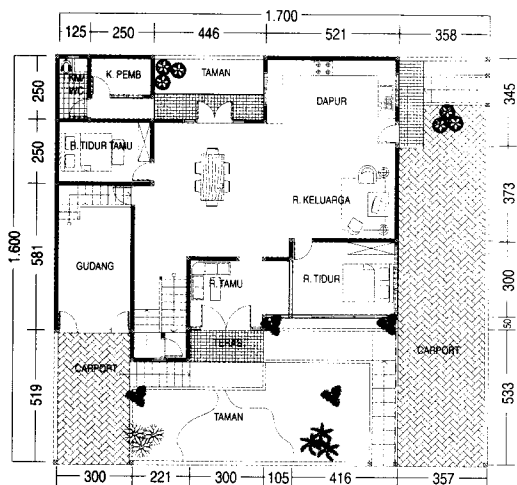 1.700
125 250 446 521 358
KM/
WC
K. PEMB
TAMAN
DAPUR
250
345
R. TIDUR TAMU
250
373
R. KELUARGA
1.600
581
GUDANG
R. TAMU
R. TIDUR
300
50
TERAS
CARPORT
CARPORT
519
TAMAN
533
300 221 300 105 416 357